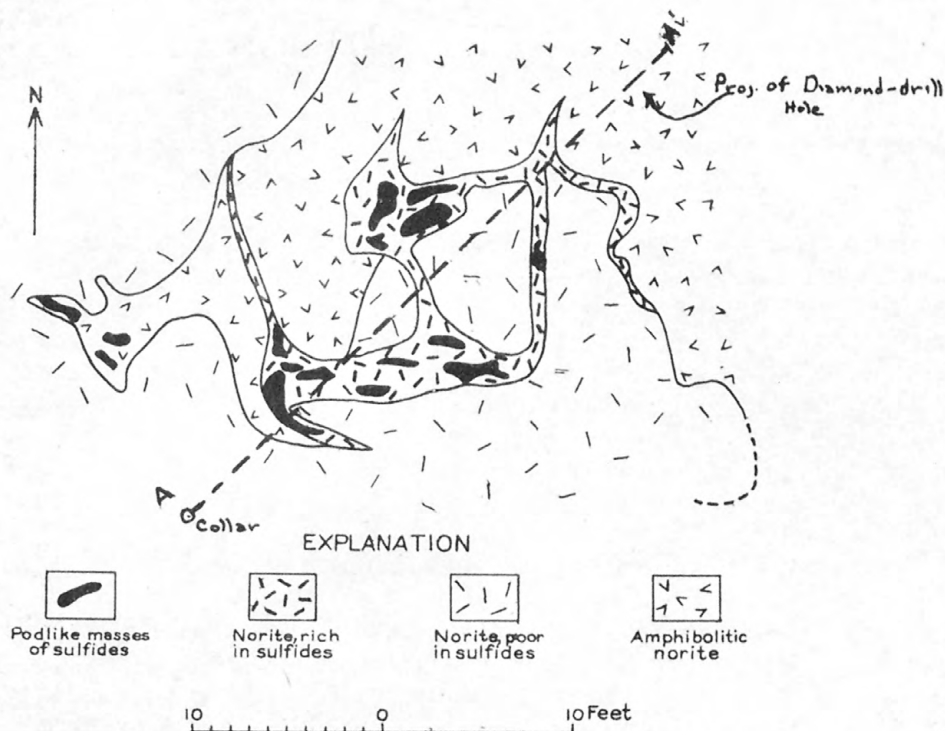 N
Proj. of Diamond-drill
Hole
A'
A
Collar
EXPLANATION
Podlike masses
of sulfides
Norite, rich
in sulfides
Norite, poor
in sulfides
Amphibolitic
norite
10 0 10 Feet